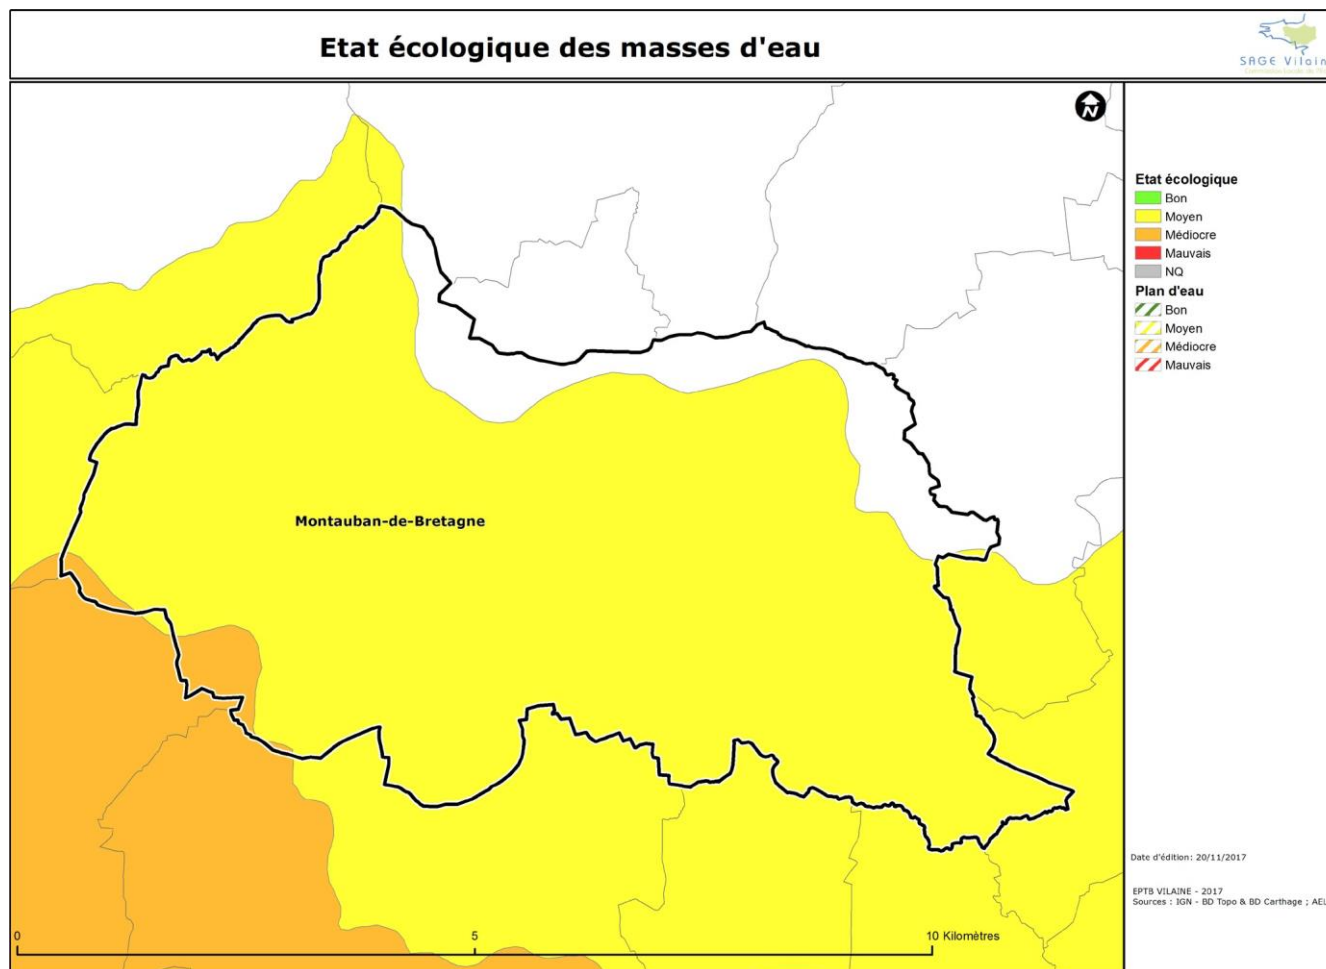 Etat écologique des masses d'eau
SAGE Vilain
N
Etat écologique
Bon
Moyen
Médiocre
Mauvais
NQ
Plan d'eau
Bon
Moyen
Médiocre
Mauvais
Montauban-de-Bretagne
Date d'édition: 20/11/2017
EPTB VILAINE - 2017
Sources : IGN - BD Topo & BD Carthage ; AEL
0
5
10 Kilomètres